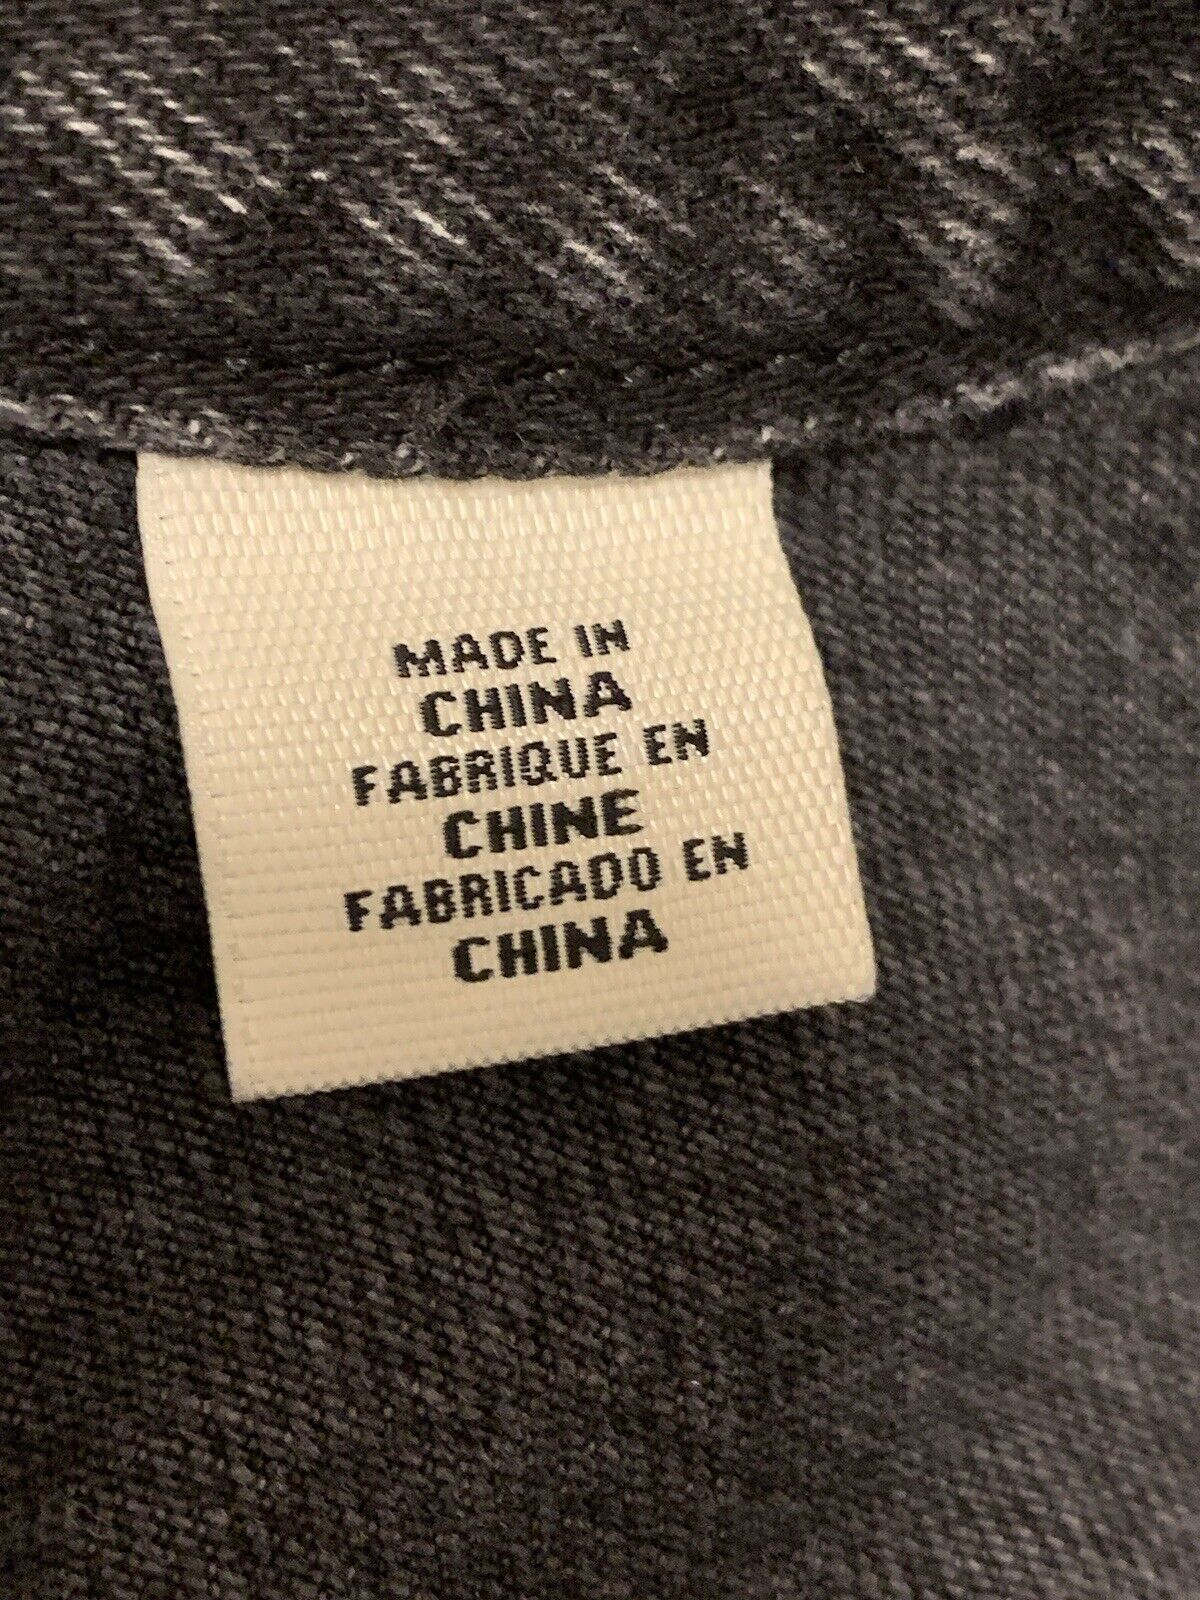 MADE IN
CHINA
FABRIQUE EN
CHINE
FABRICADO EN
CHINA